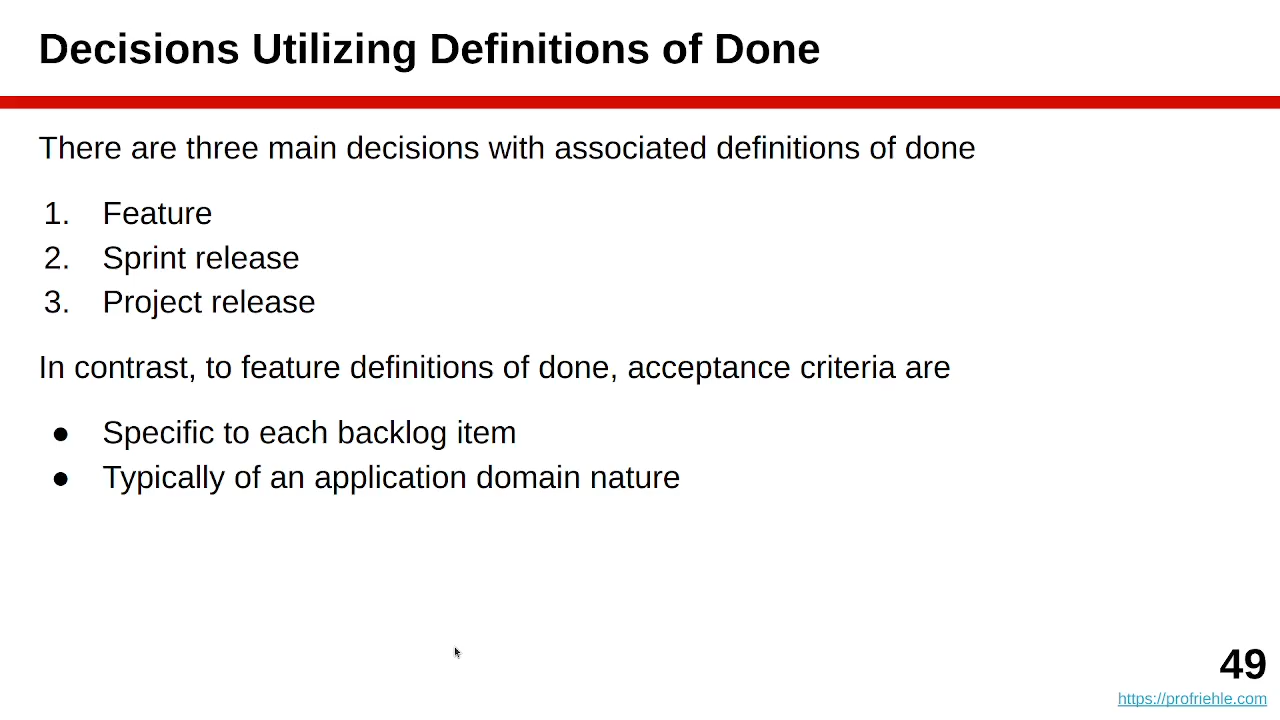 Decisions Utilizing Definitions of Done
There are three main decisions with associated definitions of done
1. Feature
2. Sprint release
3. Project release
In contrast, to feature definitions of done, acceptance criteria are
● Specific to each backlog item
● Typically of an application domain nature
49
https://profriehle.com